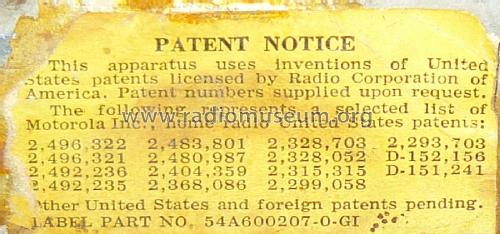 PATENT NOTICE
This apparatus uses inventions of United
States patents licensed by Radio Corporation of
America. Patent numbers supplied upon request.
The following represents a selected list of
Motorola Inc., home radio United States patents:
www.radiomuseum.org
2,496,322 2,483,801 2,328,703 2,293,703
2,496,321 2,480,987 2,328,052 D-152,156
2,492,236 2,404,359 2,315,315 D-151,241
2,492,235 2,368,086 2,299,058
Other United States and foreign patents pending.
LABEL PART NO. 54A600207-0-GI